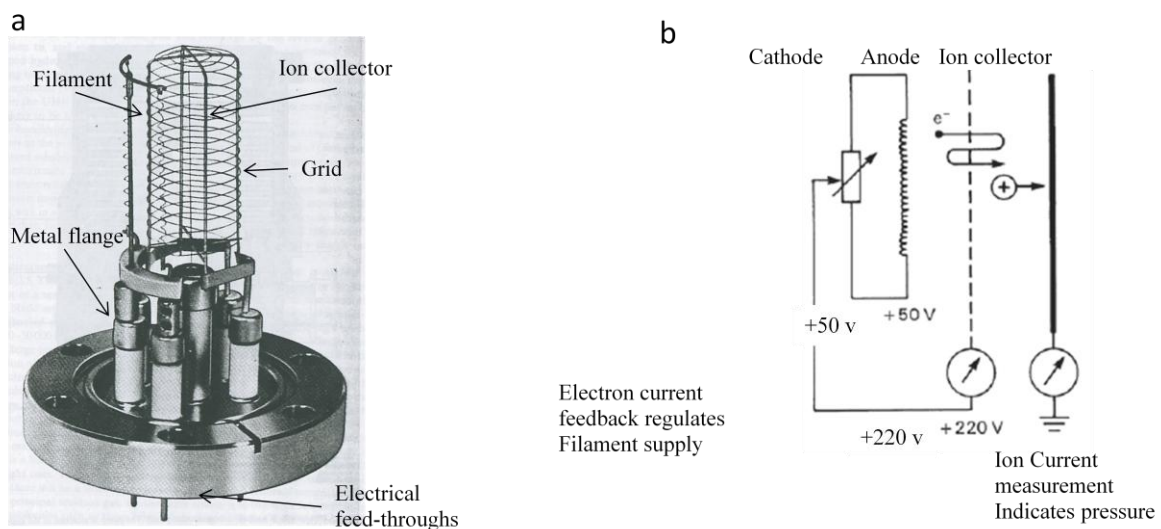 a
Filament
Ion collector
Grid
Metal flange
Electrical
feed-throughs
b
Cathode
Anode
Ion collector
e⁻
+
+50 v
+50 V
Electron current
feedback regulates
Filament supply
+220 v
+220 V
Ion Current
measurement
Indicates pressure